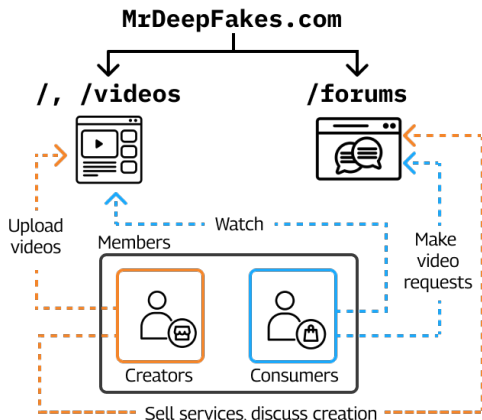 MrDeepFakes.com
/, /videos
/forums
Upload
videos
Watch
Members
Make
video
requests
Creators
Consumers
Sell services, discuss creation